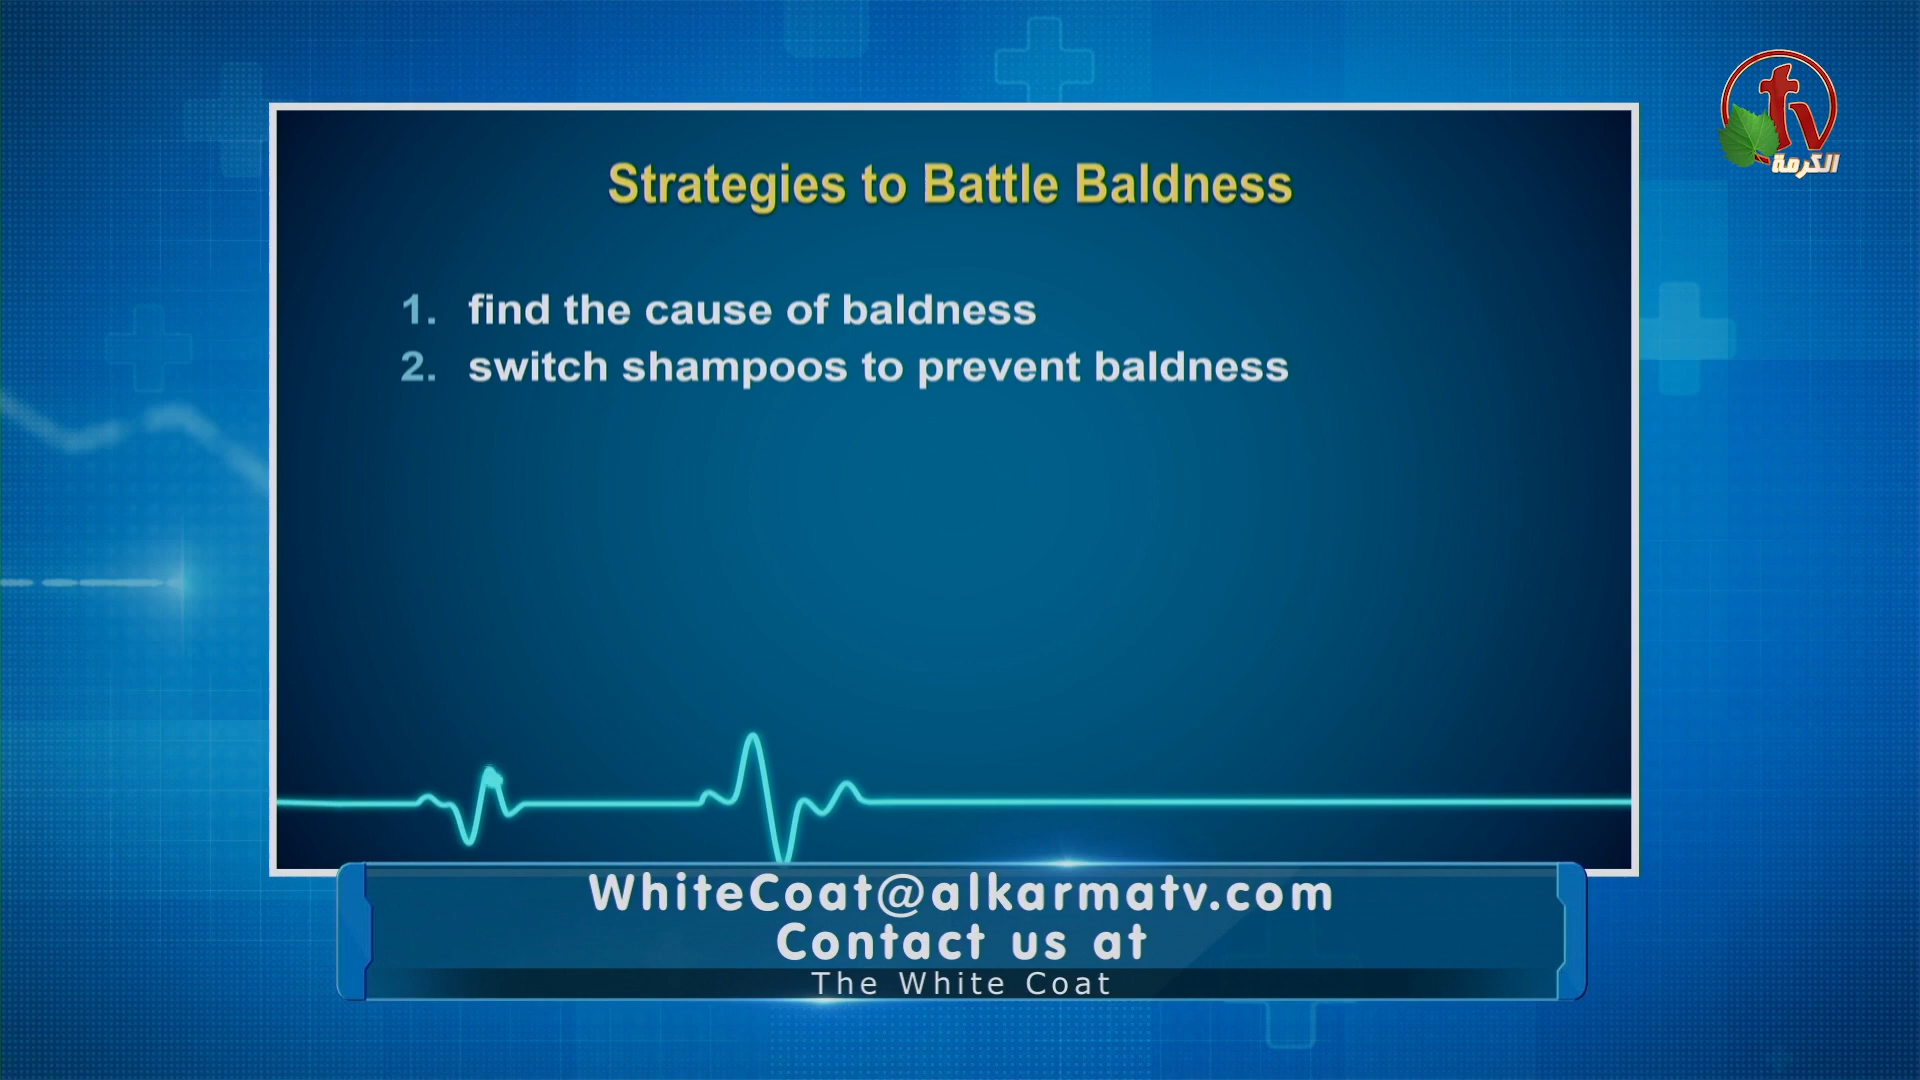 tv
الكرمة
Strategies to Battle Baldness
1. find the cause of baldness
2. switch shampoos to prevent baldness
WhiteCoat@alkarmatv.com
Contact us at
The White Coat